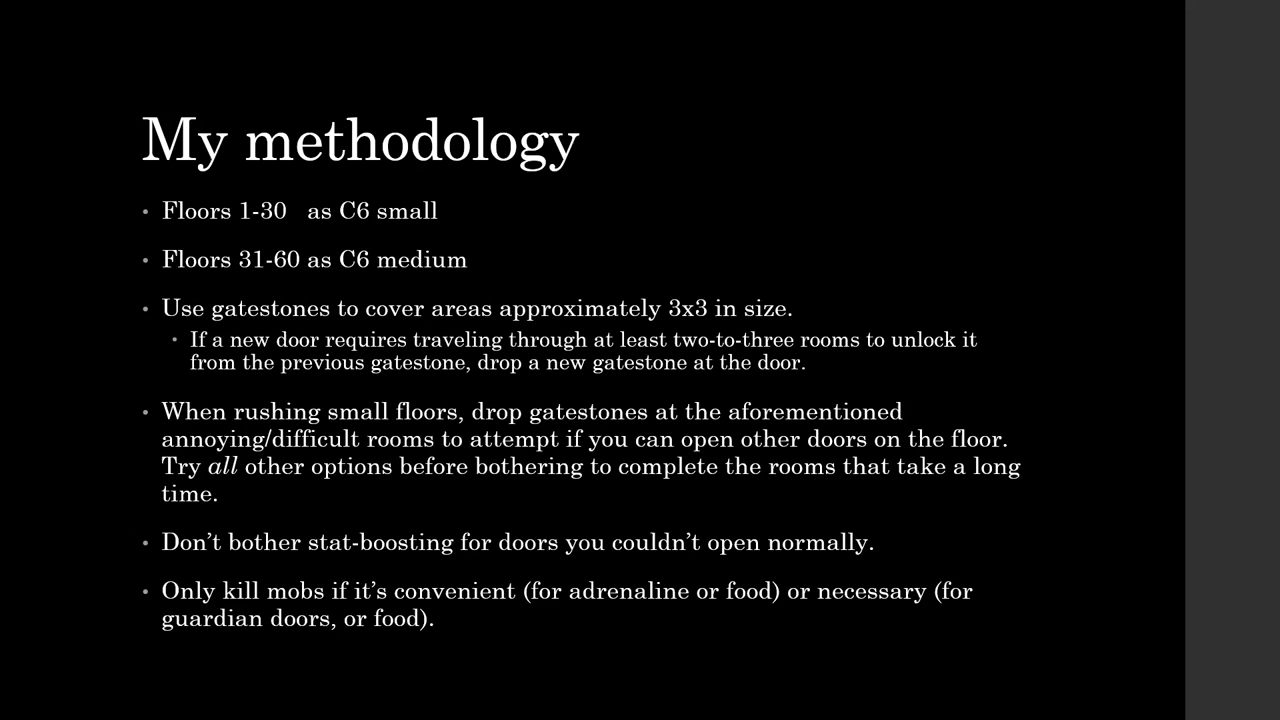 My methodology
• Floors 1-30 as C6 small
• Floors 31-60 as C6 medium
• Use gatestones to cover areas approximately 3x3 in size.
• If a new door requires traveling through at least two-to-three rooms to unlock it
from the previous gatestone, drop a new gatestone at the door.
• When rushing small floors, drop gatestones at the aforementioned
annoying/difficult rooms to attempt if you can open other doors on the floor.
Try all other options before bothering to complete the rooms that take a long
time.
• Don’t bother stat-boosting for doors you couldn’t open normally.
• Only kill mobs if it’s convenient (for adrenaline or food) or necessary (for
guardian doors, or food).